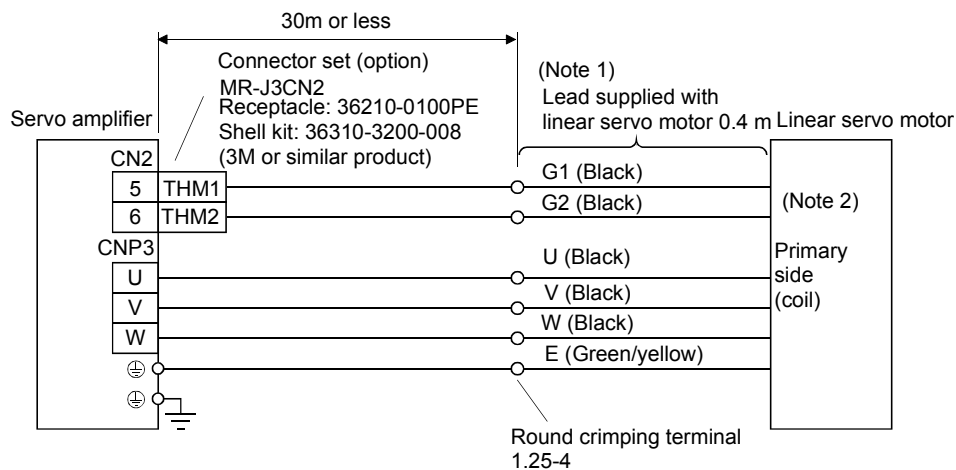 30m or less
Connector set (option)
MR-J3CN2
Receptacle: 36210-0100PE
Shell kit: 36310-3200-008
(3M or similar product)
(Note 1)
Lead supplied with
linear servo motor 0.4 m
Servo amplifier
Linear servo motor
CN2
5 THM1
G1 (Black)
6 THM2
G2 (Black)
(Note 2)
CNP3
U
U (Black)
V
V (Black)
W
W (Black)
E (Green/yellow)
Primary
side
(coil)
Round crimping terminal
1.25-4